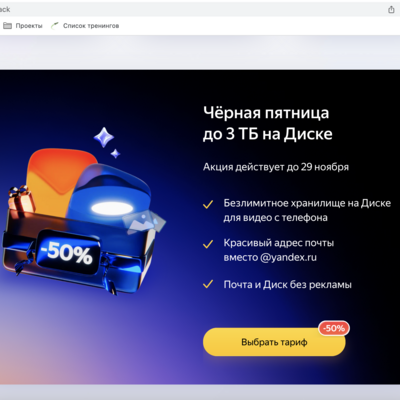 ack
Проекты
Список тренингов
Чёрная пятница
до 3 ТБ на Диске
Акция действует до 29 ноября
Безлимитное хранилище на Диске
для видео с телефона
Красивый адрес почты
вместо @yandex.ru
Почта и Диск без рекламы
-50%
-50%
Выбрать тариф